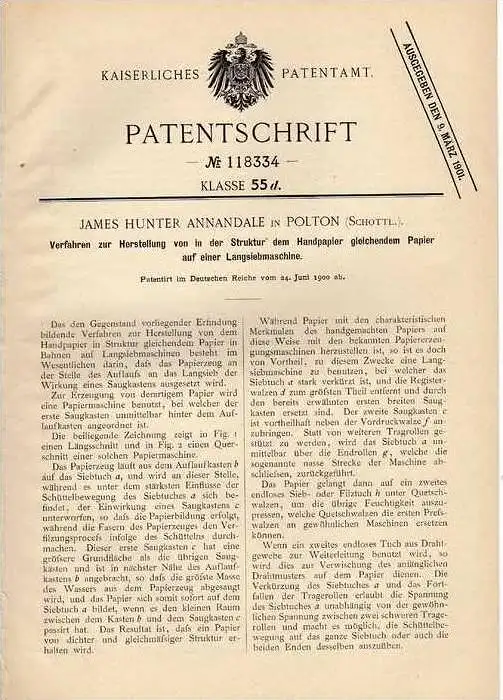 KAISERLICHES PATENTAMT.
AUSGEGEBEN DEN 9. MÄRZ 1901.
PATENTSCHRIFT
— № 118334 —
KLASSE 55 d.
JAMES HUNTER ANNANDALE IN POLTON (SCHOTTL.).
Verfahren zur Herstellung von in der Struktur dem Handpapier gleichendem Papier
auf einer Langsiebmaschine.
Patentirt im Deutschen Reiche vom 24. Juni 1900 ab.
Das den Gegenstand vorliegender Erfindung
bildende Verfahren zur Herstellung von dem
Handpapier in Struktur gleichendem Papier in
Bahnen auf Langsiebmaschinen besteht im
Wesentlichen darin, daß das Papierzeug an
der Stelle des Auflaufs an das Langsieb der
Wirkung eines Saugkastens ausgesetzt wird.
Zur Erzeugung von derartigem Papier wird
eine Papiermaschine benutzt, bei welcher der
erste Saugkasten unmittelbar hinter dem Auf-
laufkasten angeordnet ist.
Die beiliegende Zeichnung zeigt in Fig. 1
einen Längsschnitt und in Fig. 2 einen Quer-
schnitt einer solchen Papiermaschine.
Das Papierzeug läuft aus dem Auflaufkasten b
auf das Siebtuch a, und wird an dieser Stelle,
während es unter dem stärksten Einflusse der
Schüttelbewegung des Siebtuches a sich be-
findet, der Einwirkung eines Saugkastens c
unterworfen, so daß die Papierbildung erfolgt,
während die Fasern des Papierzeuges den Ver-
filzungsprocefs infolge des Schüttelns durch-
machen. Dieser erste Saugkasten c hat eine
größere Grundfläche als die übrigen Saug-
kasten und ist in nächster Nähe des Auflauf-
kastens b angebracht, so daß die größte Masse
des Wassers aus dem Papierzeug abgesaugt
wird, und das Papier sich sofort auf dem
Siebtuch a bildet, wenn es den kleinen Raum
zwischen dem Kasten b und dem Saugkasten c
passirt hat. Das Resultat ist, daß ein Papier
von dichter und gleichmäßiger Struktur er-
halten wird.
Während Papier mit den charakteristischen
Merkmalen des handgemachten Papiers auf
diese Weise mit den bekannten Papiererzeu-
gungsmaschinen herzustellen ist, so ist es doch
von Vortheil, zu diesem Zwecke eine Lang-
siebmaschine zu benutzen, bei welcher das
Siebtuch a stark verkürzt ist, und die Register-
walzen d zum größten Theil entfernt und durch
den bereits erwähnten ersten breiten Saug-
kasten ersetzt sind. Der zweite Saugkasten c
ist vortheilhaft neben der Vordruckwalze f an-
zubringen. Statt von weiteren Tragrollen ge-
stützt zu werden, wird das Siebtuch a un-
mittelbar über die Endrollen g, welche die
sogenannte nasse Strecke der Maschine ab-
schließen, zurückgeführt.
Das Papier gelangt dann auf ein zweites
endloses Sieb- oder Filztuch h unter Quetsch-
walzen, um die übrige Feuchtigkeit auszu-
pressen, welche Quetschwalzen die ersten Preß-
walzen an gewöhnlichen Maschinen ersetzen
können.
Wenn ein zweites endloses Tuch aus Draht-
gewebe zur Weiterleitung benutzt wird, so
wird dies zur Verwischung des anfänglichen
Drahtmusters auf dem Papier dienen. Die
Verkürzung des Siebtuches a und das Fort-
fallen der Tragerollen erlaubt die Spannung
des Siebtuches a unabhängig von der gewöhn-
lichen Spannung zwischen zwei schweren Trage-
rollen und macht es möglich, die Schüttelbewe-
gung auf das ganze Siebtuch oder auch die
beiden Enden desselben auszudehnen.